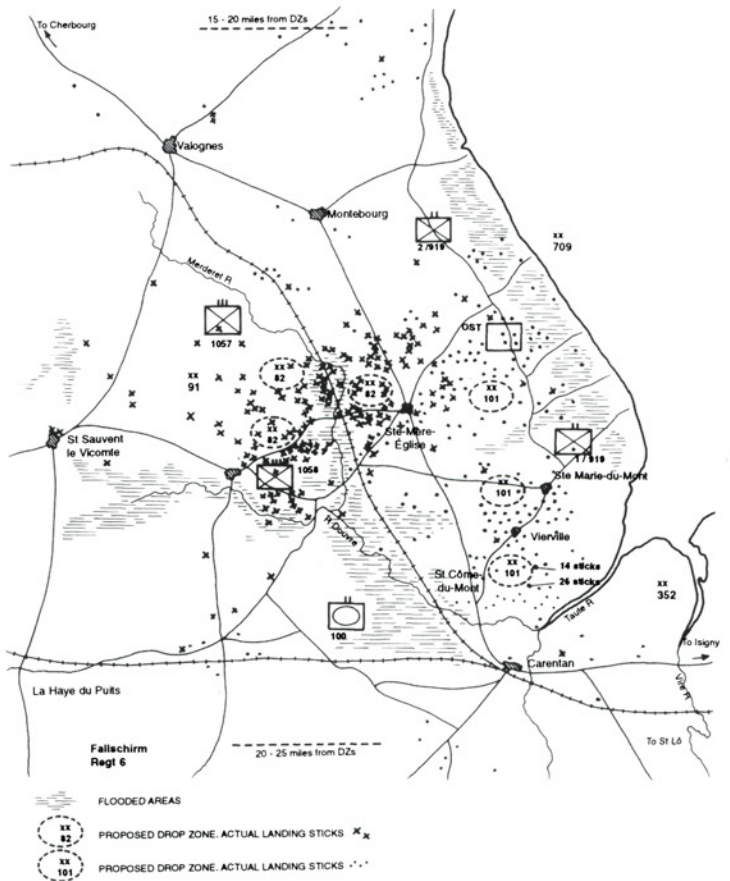 To Cherbourg
15 - 20 miles from DZs
Valognes
Montebourg
2 / 919
xx
709
Merderet R
OST
1057
xx
91
xx
82
xx
82
xx
101
xx
82
St Sauvent
le Vicomte
Ste-Mère-
Église
1058
1 / 919
Ste Marie-du-Mont
xx
101
R Douvre
Vierville
St Côme-
du-Mont
xx
101
14 sticks
26 sticks
xx
352
Taute R
100
To Isigny
Carentan
La Haye du Puits
Vire R
To St Lô
Fallschirm
Regt 6
20 - 25 miles from DZs
FLOODED AREAS
xx
82
PROPOSED DROP ZONE. ACTUAL LANDING STICKS
xx
101
PROPOSED DROP ZONE. ACTUAL LANDING STICKS